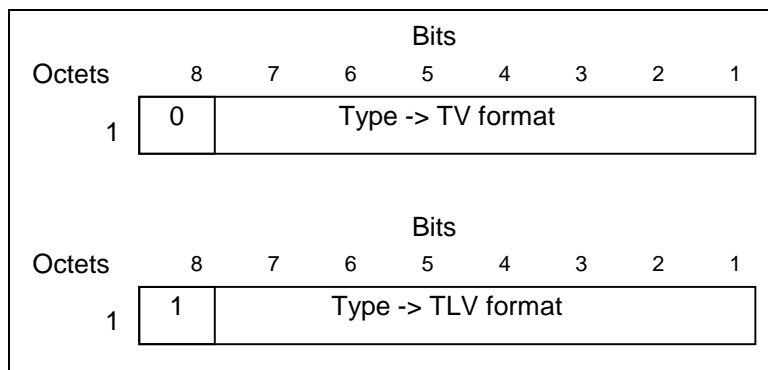 Bits
Octets 8 7 6 5 4 3 2 1
1 0 Type -> TV format
Bits
Octets 8 7 6 5 4 3 2 1
1 1 Type -> TLV format